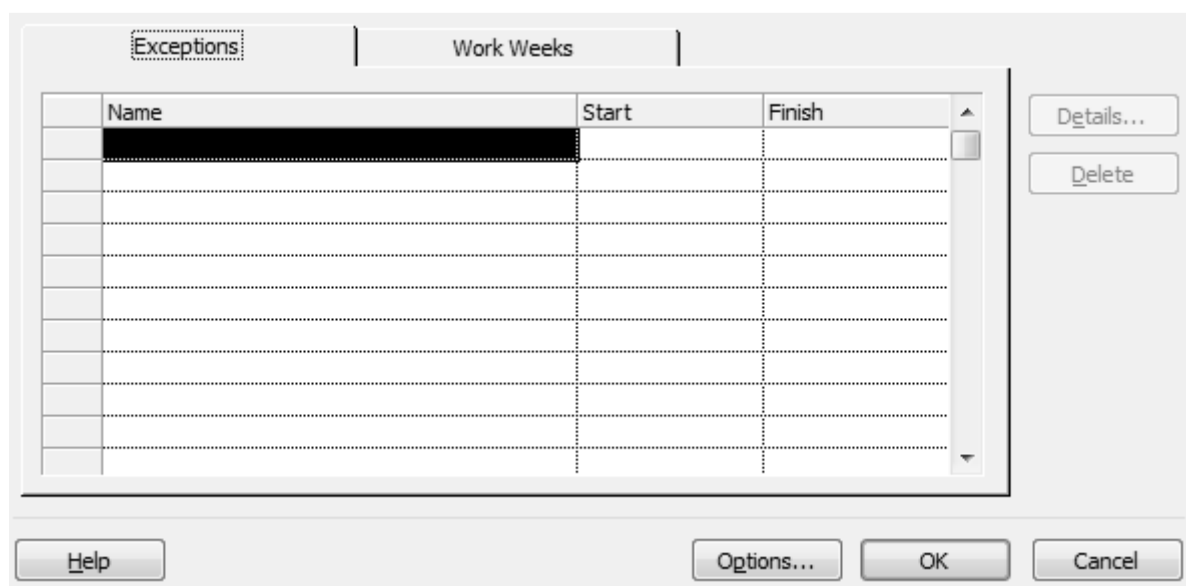 Exceptions Work Weeks
Name Start Finish
Details...
Delete
Help Options... OK Cancel